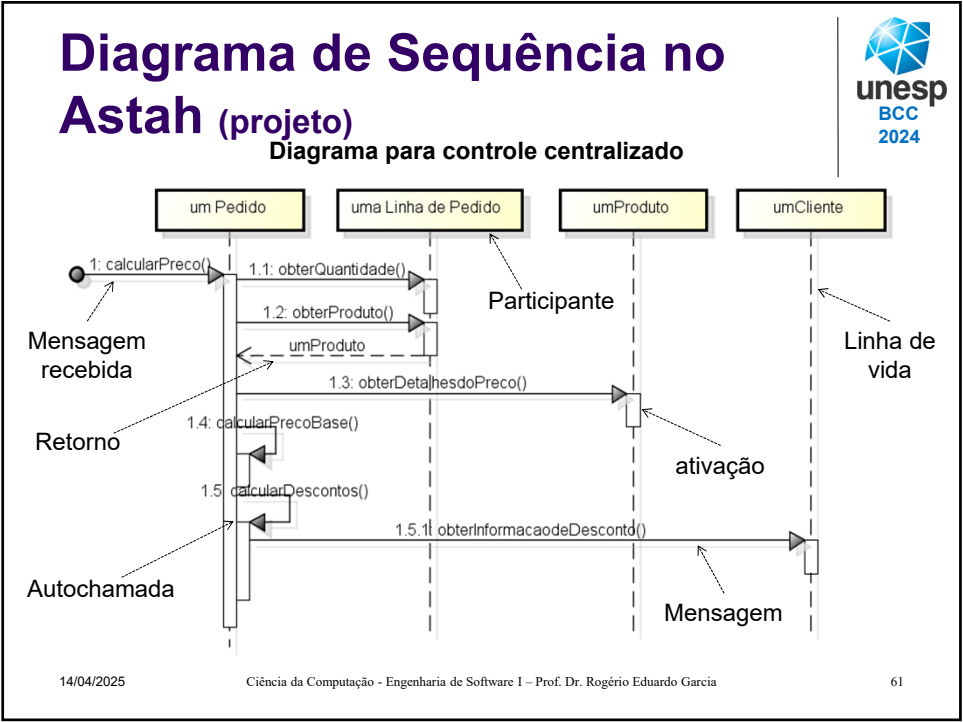 Diagrama de Sequência no
Astah (projeto)
unesp
BCC
2024
Diagrama para controle centralizado
um Pedido
uma Linha de Pedido
umProduto
umCliente
1: calcularPreco()
1.1: obterQuantidade()
Participante
1.2: obterProduto()
Mensagem
recebida
Linha de
vida
umProduto
1.3: obterDetalhesdoPreco()
1.4: calcularPrecoBase()
Retorno
ativação
1.5: calcularDescontos()
1.5.1: obterInformacaodeDesconto()
Autochamada
Mensagem
14/04/2025
Ciência da Computação - Engenharia de Software I – Prof. Dr. Rogério Eduardo Garcia
61